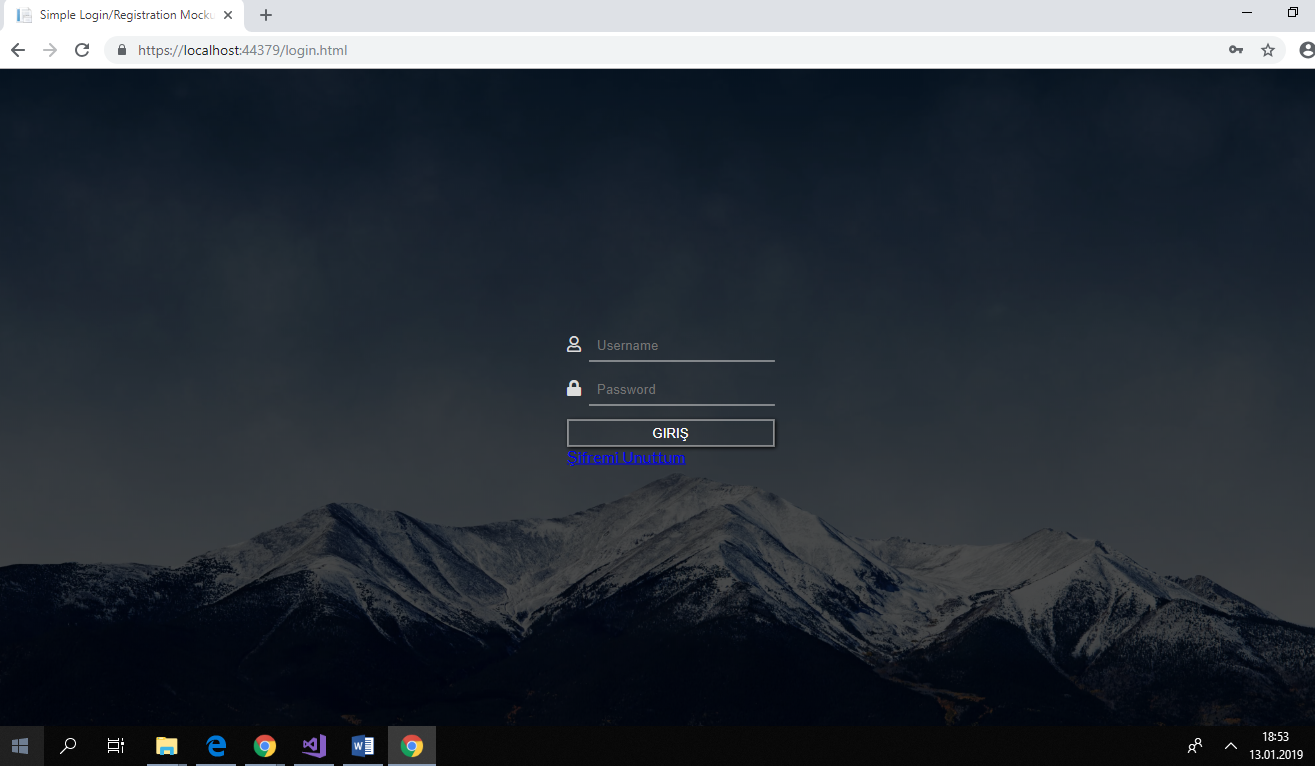 Simple Login/Registration Mocku
https://localhost:44379/login.html
Username
Password
GIRIŞ
Şifremi Unuttum
18:53
13.01.2019